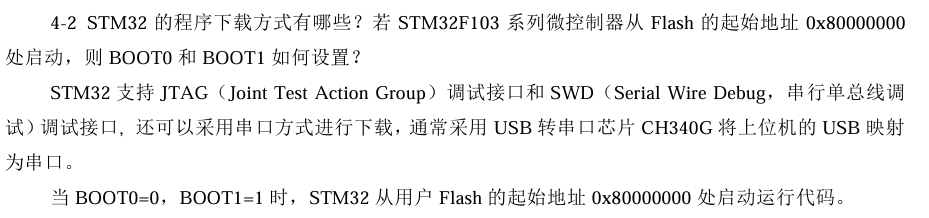 4-2 STM32 的程序下载方式有哪些？若 STM32F103 系列微控制器从 Flash 的起始地址 0x80000000
处启动，则 BOOT0 和 BOOT1 如何设置？
STM32 支持 JTAG（Joint Test Action Group）调试接口和 SWD（Serial Wire Debug，串行单总线调
试）调试接口, 还可以采用串口方式进行下载，通常采用 USB 转串口芯片 CH340G 将上位机的 USB 映射
为串口。
当 BOOT0=0，BOOT1=1 时，STM32 从用户 Flash 的起始地址 0x80000000 处启动运行代码。